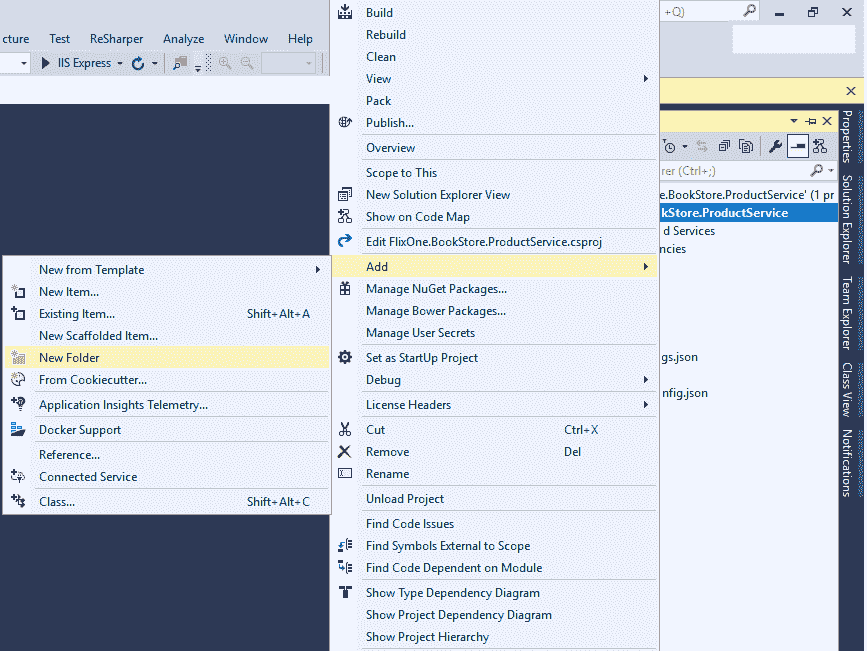 cture Test ReSharper Analyze Window Help
IIS Express
+Q)
Build
Rebuild
Clean
View
Pack
Publish...
Overview
Scope to This
New Solution Explorer View
Show on Code Map
Edit FlixOne.BookStore.ProductService.csproj
Add
Manage NuGet Packages...
Manage Bower Packages...
Manage User Secrets
Set as StartUp Project
Debug
License Headers
Cut Ctrl+X
Remove Del
Rename
Unload Project
Find Code Issues
Find Symbols External to Scope
Find Code Dependent on Module
Show Type Dependency Diagram
Show Project Dependency Diagram
Show Project Hierarchy
New from Template
New Item...
Existing Item... Shift+Alt+A
New Scaffolded Item...
New Folder
From Cookiecutter...
Application Insights Telemetry...
Docker Support
Reference...
Connected Service
Class... Shift+Alt+C
rer (Ctrl+;)
e.BookStore.ProductService' (1 pr
kStore.ProductService
d Services
ncies
gs.json
nfig.json
Properties
Solution Explorer
Team Explorer
Class View
Notifications